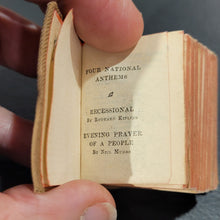 FOUR NATIONAL
ANTHEMS
RECESSIONAL
BY RUDYARD KIPLING
EVENING PRAYER
OF A PEOPLE
BY NEIL MUNRO